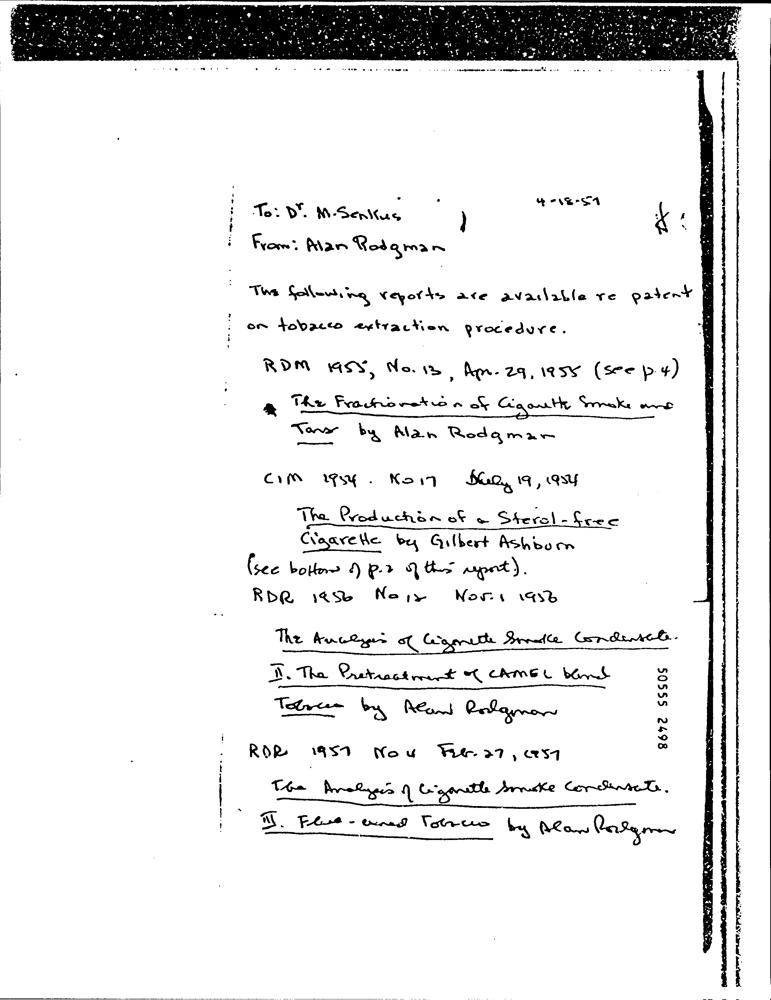 4-18-57
To: Dr. M. Senkus
From: Alan Rodgman
The following reports are available re patent
on tobacco extraction procedure.
RDM 1955, No. 13, Apr. 29, 1955 (see p. 4)
The Fractionation of Cigarette Smoke and
Tars by Alan Rodgman
CIM 1954. No 17 July 19, 1954
The Production of a Sterol-free
Cigarette by Gilbert Ashburn
(see bottom of p. 2 of this report).
RDR 1956 No 12 Nov. 1 1956
The Analysis of Cigarette Smoke Condensate.
II. The Pretreatment of CAMEL blend
Tobacco by Alan Rodgman
RDR 1957 No 4 Feb. 27, 1957
The Analysis of Cigarette Smoke Condensate.
III. Flue-cured Tobacco by Alan Rodgman
50555 2498